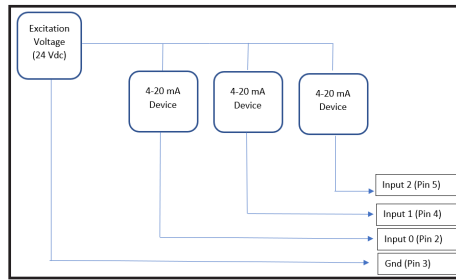 Excitation
Voltage
(24 Vdc)
4-20 mA
Device
4-20 mA
Device
4-20 mA
Device
Input 2 (Pin 5)
Input 1 (Pin 4)
Input 0 (Pin 2)
Gnd (Pin 3)